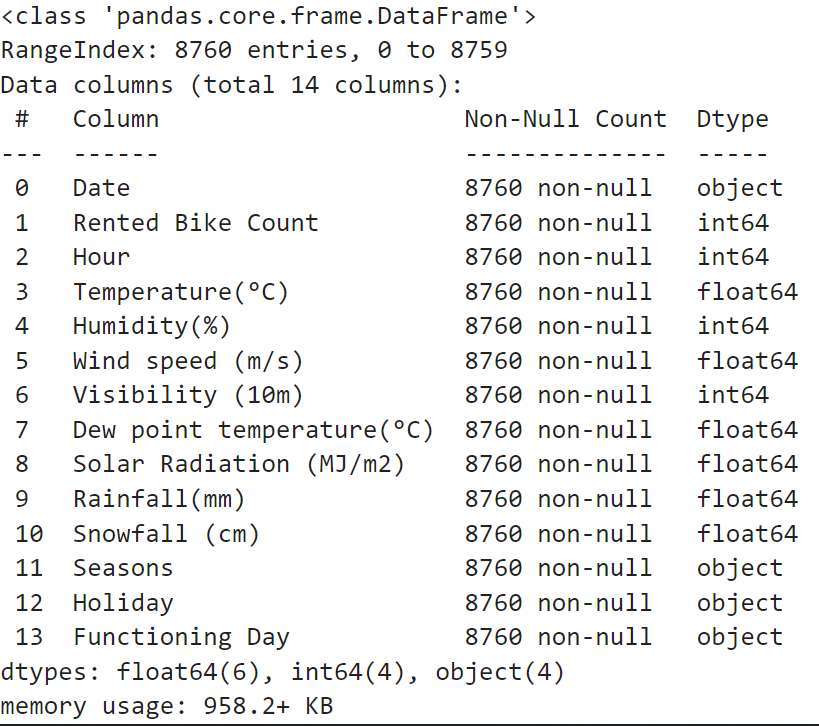 <class 'pandas.core.frame.DataFrame'>
RangeIndex: 8760 entries, 0 to 8759
Data columns (total 14 columns):
 #   Column                     Non-Null Count  Dtype
---  ------                     --------------  -----
 0   Date                       8760 non-null   object
 1   Rented Bike Count          8760 non-null   int64
 2   Hour                       8760 non-null   int64
 3   Temperature(°C)            8760 non-null   float64
 4   Humidity(%)                8760 non-null   int64
 5   Wind speed (m/s)           8760 non-null   float64
 6   Visibility (10m)           8760 non-null   int64
 7   Dew point temperature(°C)  8760 non-null   float64
 8   Solar Radiation (MJ/m2)    8760 non-null   float64
 9   Rainfall(mm)               8760 non-null   float64
 10  Snowfall (cm)              8760 non-null   float64
 11  Seasons                    8760 non-null   object
 12  Holiday                    8760 non-null   object
 13  Functioning Day            8760 non-null   object
dtypes: float64(6), int64(4), object(4)
memory usage: 958.2+ KB